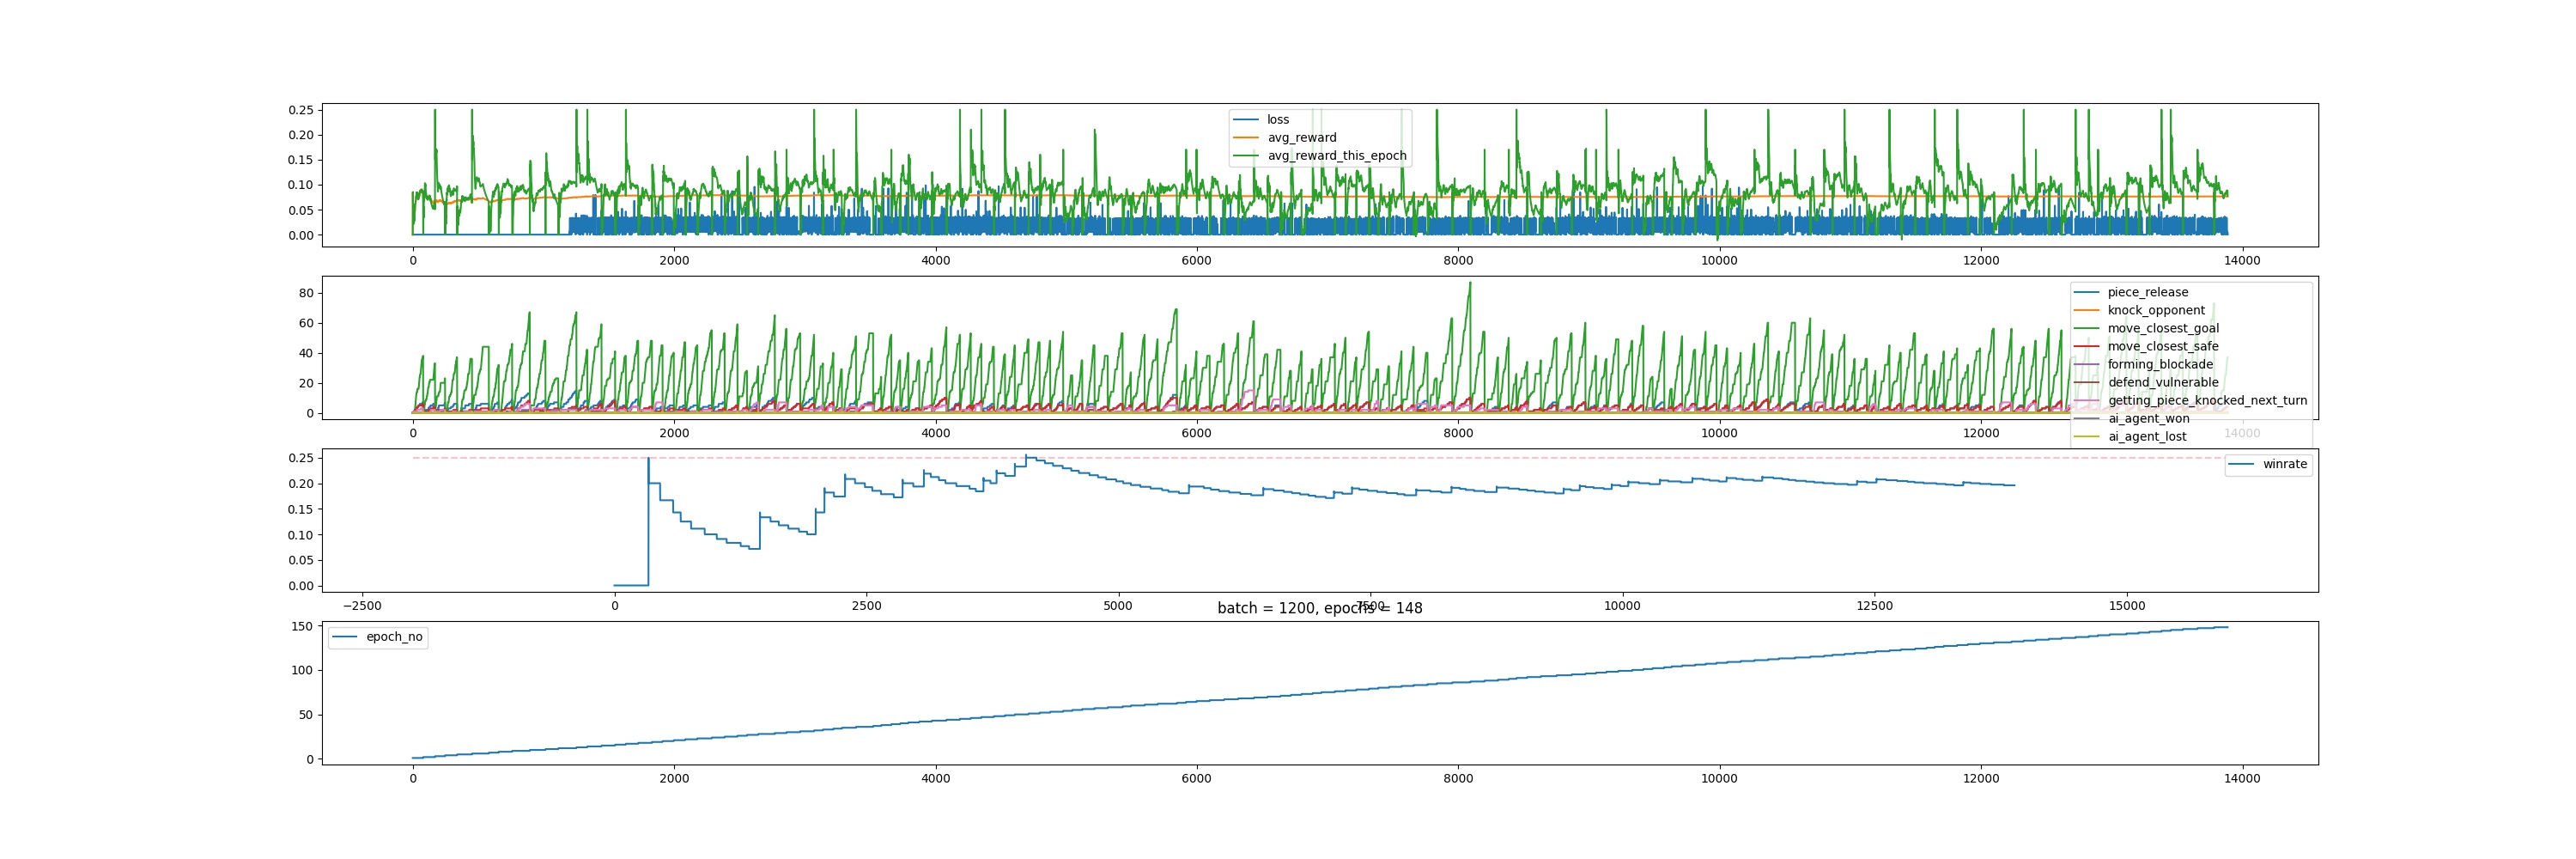 0.25
0.20
0.15
0.10
0.05
0.00
loss
avg_reward
avg_reward_this_epoch
0 2000 4000 6000 8000 10000 12000 14000
80
60
40
20
0
piece_release
knock_opponent
move_closest_goal
move_closest_safe
forming_blockade
defend_vulnerable
getting_piece_knocked_next_turn
ai_agent_won
ai_agent_lost
0 2000 4000 6000 8000 10000 12000 14000
0.25
0.20
0.15
0.10
0.05
0.00
winrate
−2500 0 2500 5000 7500 10000 12500 15000
batch = 1200, epochs = 148
150
100
50
0
epoch_no
0 2000 4000 6000 8000 10000 12000 14000